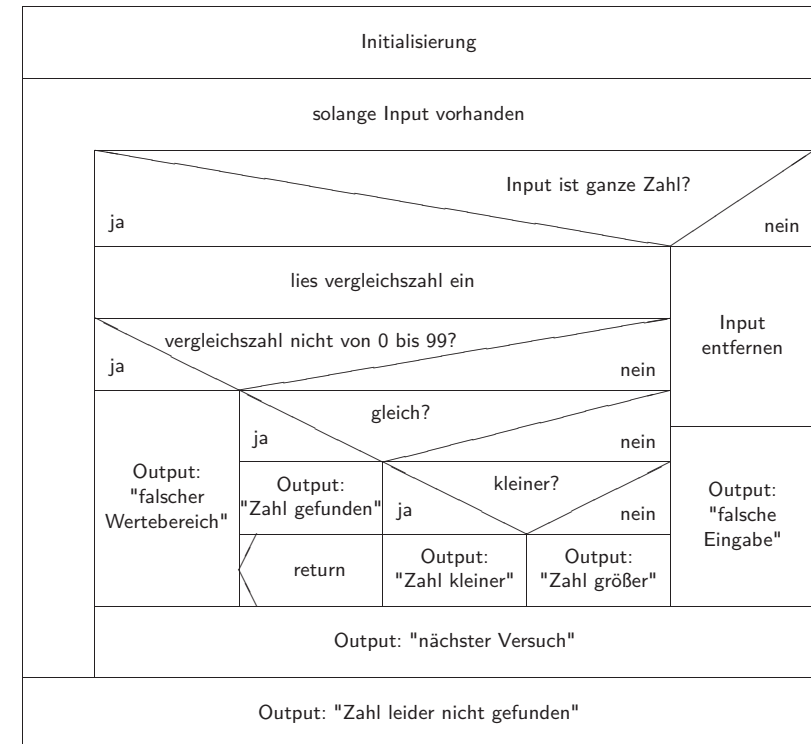 Initialisierung
solange Input vorhanden
Input ist ganze Zahl?
ja
nein
lies vergleichszahl ein
Input
entfernen
vergleichszahl nicht von 0 bis 99?
ja
nein
gleich?
ja
nein
Output:
"falscher
Wertebereich"
Output:
"Zahl gefunden"
kleiner?
ja
nein
Output:
"falsche
Eingabe"
return
Output:
"Zahl kleiner"
Output:
"Zahl größer"
Output: "nächster Versuch"
Output: "Zahl leider nicht gefunden"